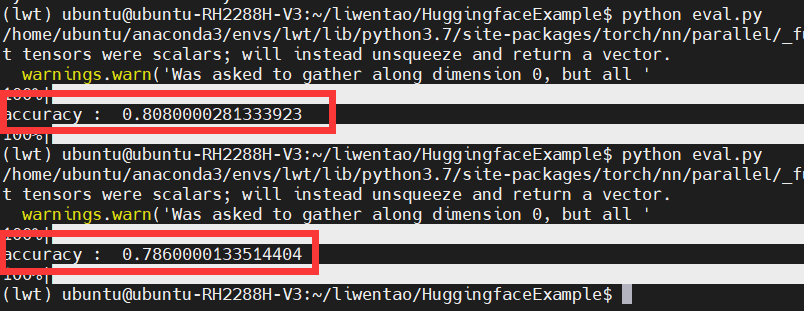 (lwt) ubuntu@ubuntu-RH2288H-V3:~/liwentao/HuggingfaceExample$ python eval.py
/home/ubuntu/anaconda3/envs/lwt/lib/python3.7/site-packages/torch/nn/parallel/_fu
t tensors were scalars; will instead unsqueeze and return a vector.
  warnings.warn('Was asked to gather along dimension 0, but all '
100%|
accuracy :  0.8080000281333923
100%|
(lwt) ubuntu@ubuntu-RH2288H-V3:~/liwentao/HuggingfaceExample$ python eval.py
/home/ubuntu/anaconda3/envs/lwt/lib/python3.7/site-packages/torch/nn/parallel/_fu
t tensors were scalars; will instead unsqueeze and return a vector.
  warnings.warn('Was asked to gather along dimension 0, but all '
100%|
accuracy :  0.7860000133514404
100%|
(lwt) ubuntu@ubuntu-RH2288H-V3:~/liwentao/HuggingfaceExample$